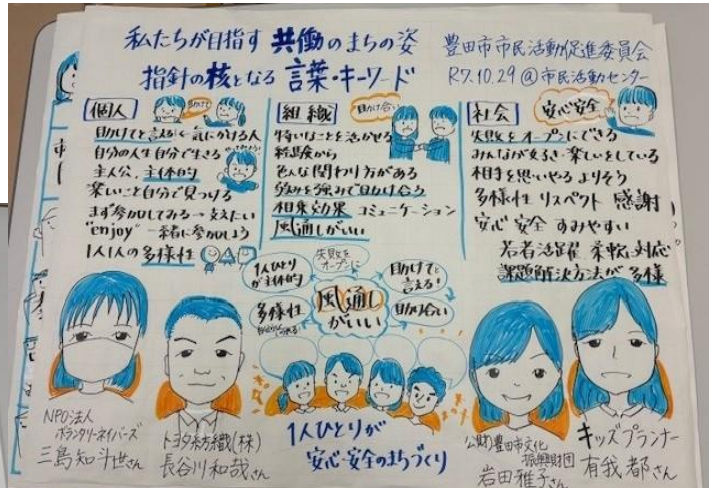 私たちが目指す 共働のまちの姿
指針の核となる 言葉・キーワード
豊田市市民活動促進委員会
R7.10.29@市民活動センター
個人
助けて
助けてと言える 気にかける人
自分の人生自分で生きる
主人公、主体的
楽しいこと自分で見つける
まず参加してみる→支えたい
"enjoy" 一緒に参加しよう
1人1人の多様性
組織
助け合い
得いなことを活かせる
経験から
色んな関わり方がある
強みを強みで助け合う
相乗効果 コミュニケーション
風通しがいい
社会
安心安全
失敗をオープンにできる
みんなが明るき・楽しいをしている
相手を思いやるよりそう
多様性 リスペクト 感謝
安心 安全 すみやすい
若者活躍 柔軟に対応
課題解決方法が多様
1人ひとりが主体的
失敗をオープンに
助けてと言える!
多様性
風通しがいい
助け合い
1人ひとりが
安心・安全のまちづくり
NPO法人
ボランタリーネイバーズ
三島知斗世さん
トヨタ紡織(株)
長谷川和哉さん
公財)豊田市文化
振興財団
岩田雅子さん
キッズプランナー
有我都さん